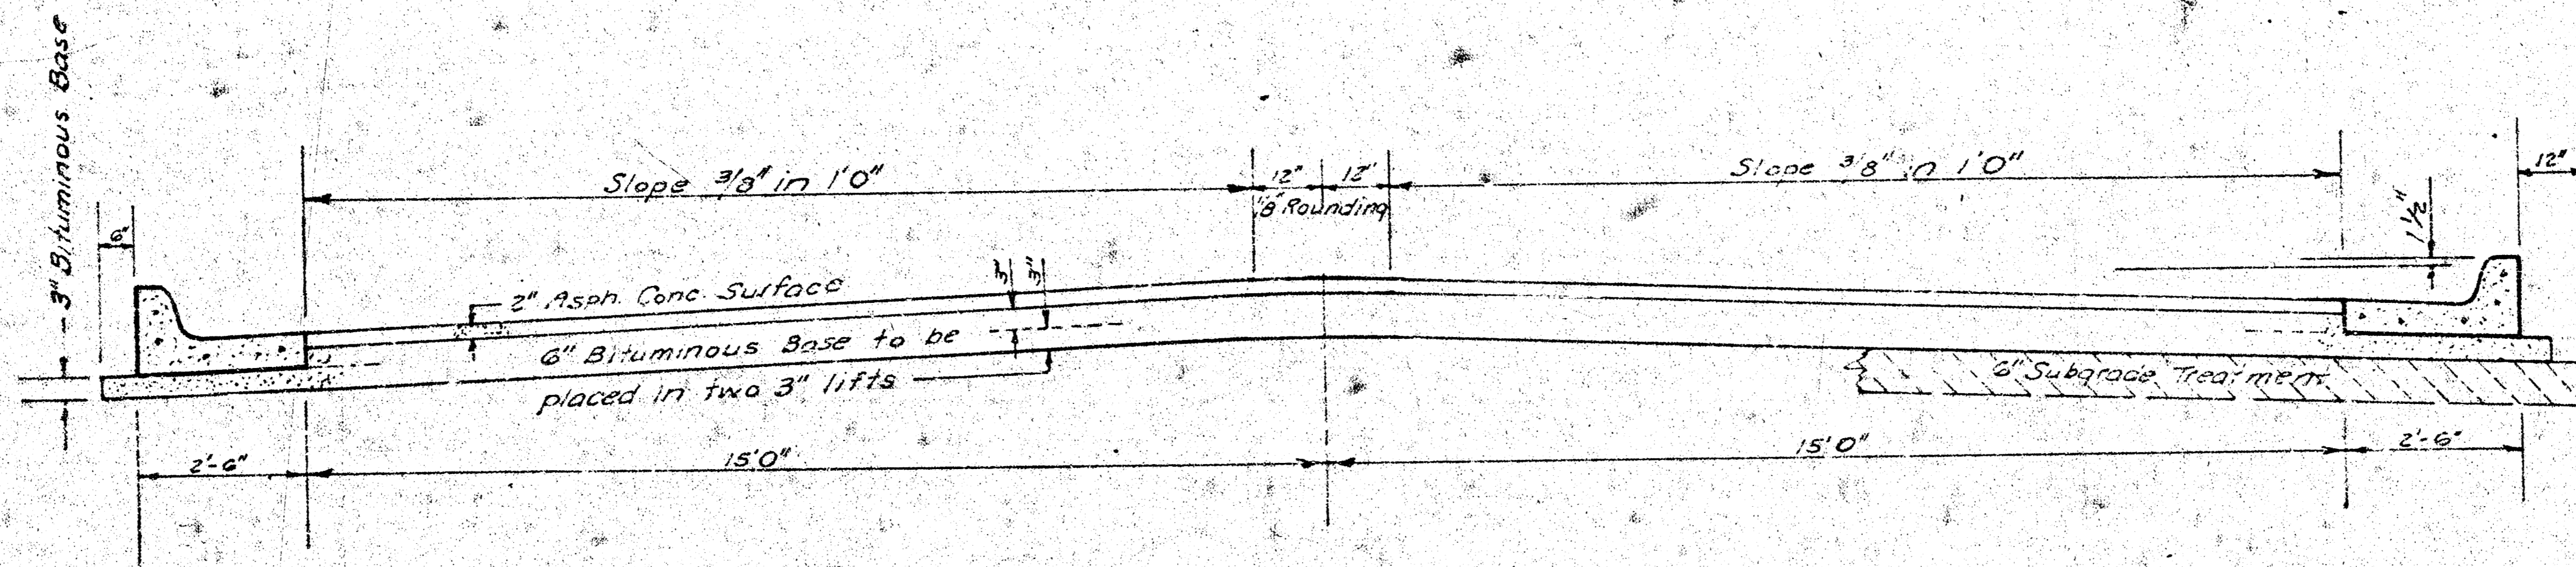 3" Bituminous Base
Slope 3/8" in 1'0"
12" 12"
Rounding
Slope 3/8" in 1'0"
12"
1 1/2"
6"
2" Asph. Conc. Surface
3" 3"
6" Bituminous Base to be
placed in two 3" lifts
6" Subgrade Treatment
2'-6"
15'0"
15'0"
2'-6"